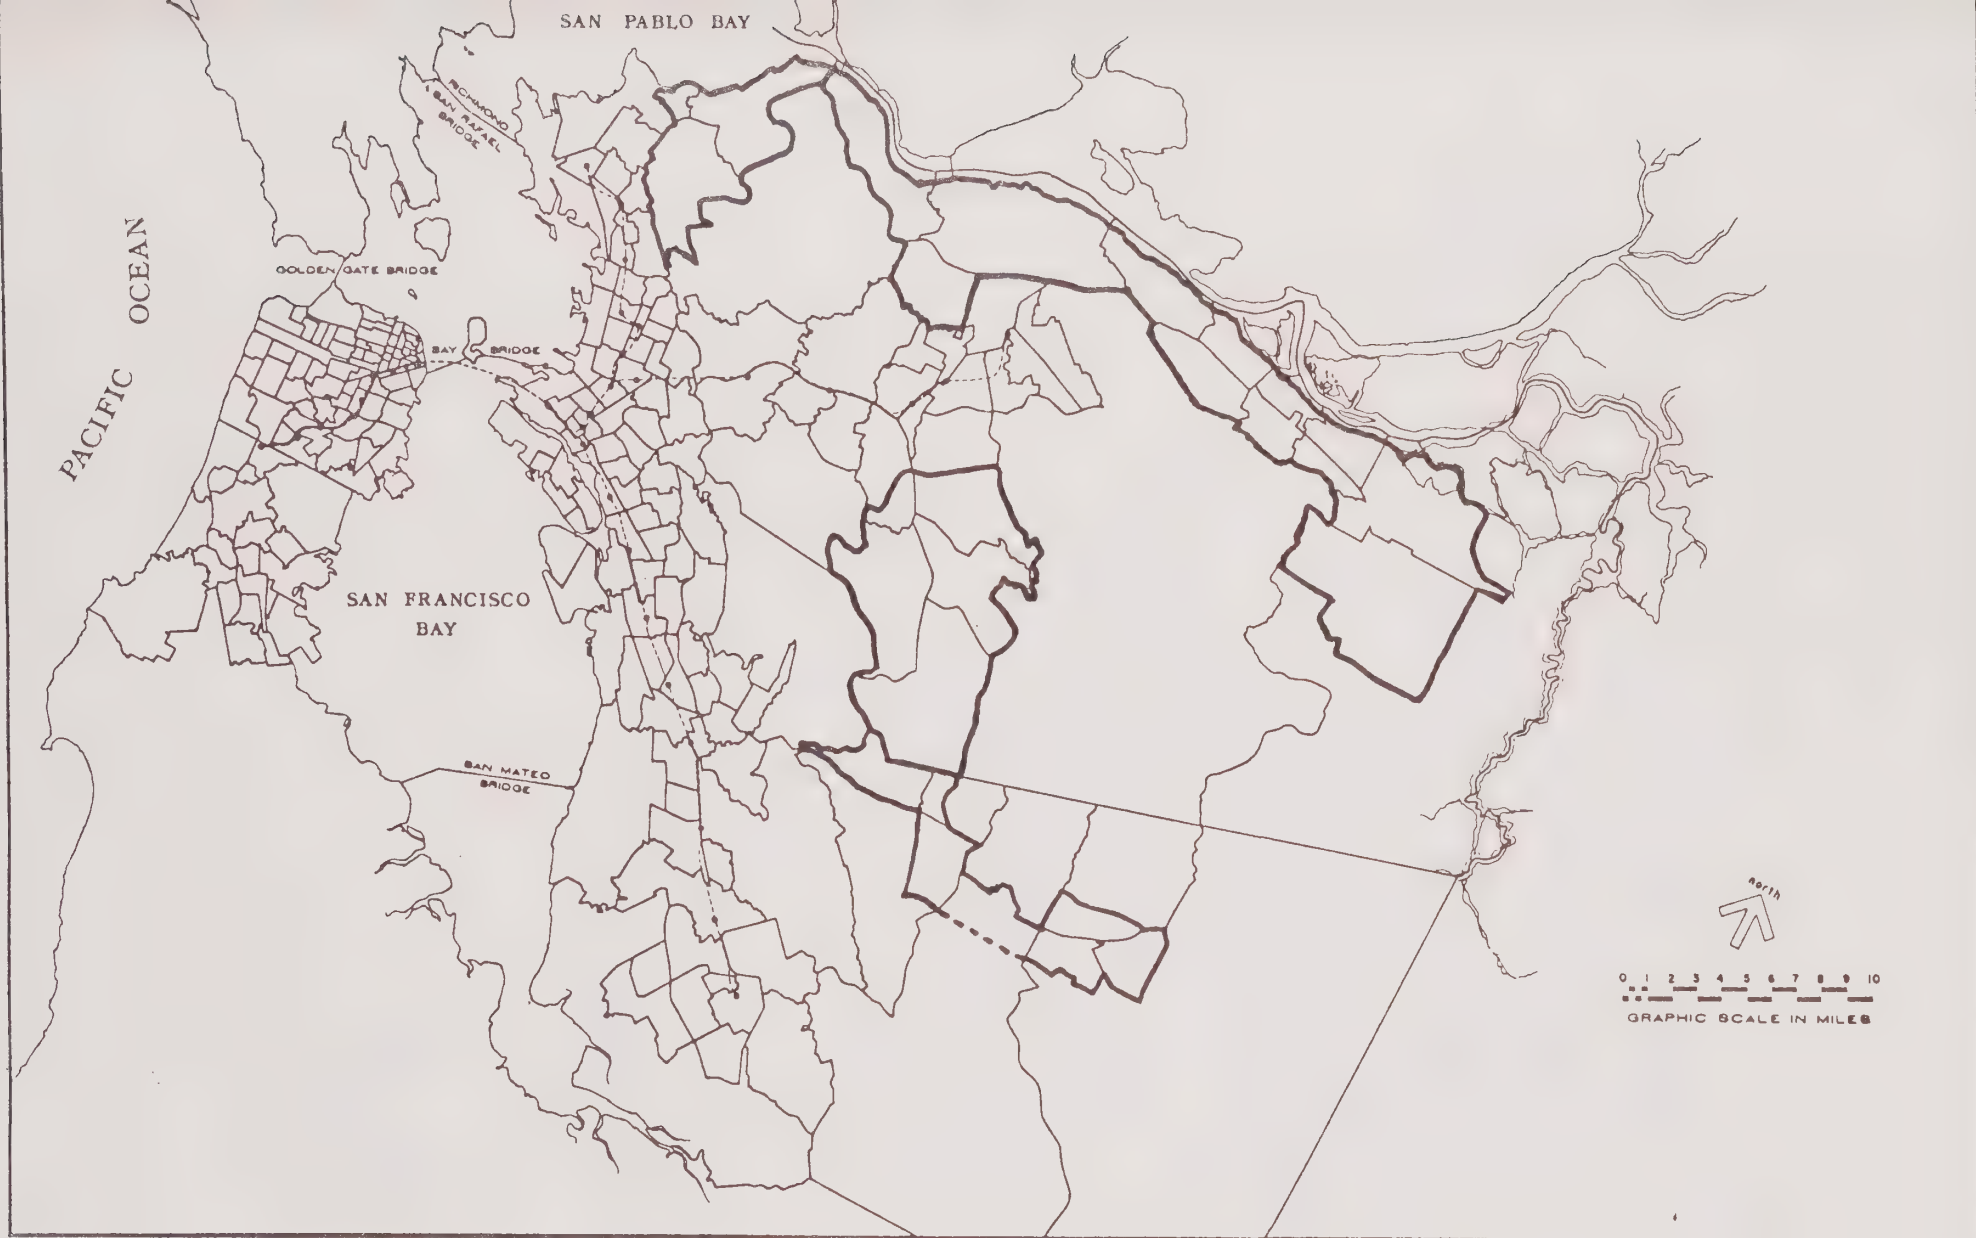 SAN PABLO BAY
RICHMOND
SAN RAFAEL
BRIDGE
PACIFIC OCEAN
GOLDEN GATE BRIDGE
BAY BRIDGE
SAN FRANCISCO
BAY
SAN MATEO
BRIDGE
North
0 1 2 3 4 5 6 7 8 9 10
GRAPHIC SCALE IN MILES